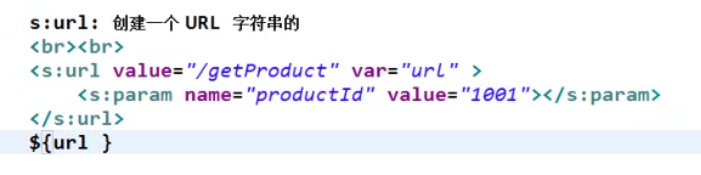 s:url: 创建一个 URL 字符串的
<br><br>
<s:url value="/getProduct" var="url" >
<s:param name="productId" value="1001"></s:param>
</s:url>
${url }